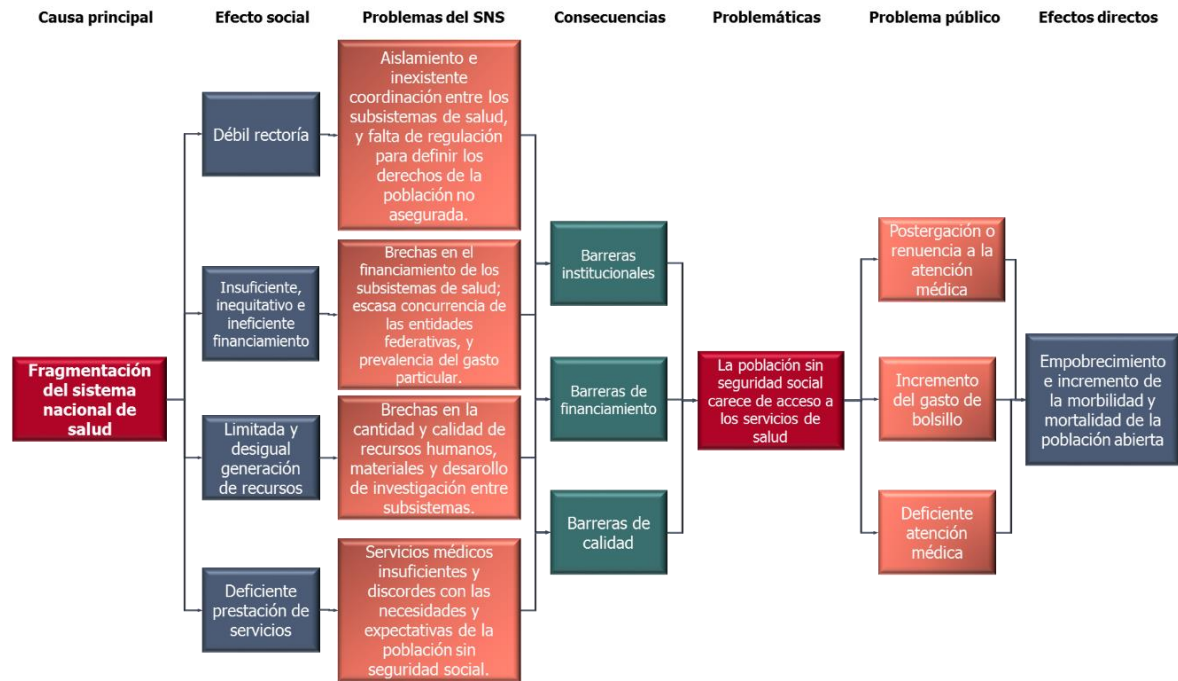 Causa principal
Efecto social
Problemas del SNS
Consecuencias
Problemáticas
Problema público
Efectos directos
Fragmentación
del sistema
nacional de
salud
Débil rectoría
Insuficiente,
inequitativo e
ineficiente
financiamiento
Limitada y
desigual
generación
de recursos
Deficiente
prestación de
servicios
Aislamiento e
inexistente
coordinación entre
los subsistemas de
salud, y falta de
regulación para
definir los derechos
de la población no
asegurada.
Brechas en el
financiamiento de los
subsistemas de salud;
escasa concurrencia de
las entidades
federativas, y
prevalencia del gasto
particular.
Brechas en la
cantidad y calidad de
recursos humanos,
materiales y desarollo
de investigación entre
subsistemas.
Servicios médicos
insuficientes y
discordes con las
necesidades y
expectativas de la
población sin
seguridad social.
Barreras
institucionales
Barreras de
financiamiento
Barreras de
calidad
La población sin
seguridad social
carece de acceso a
los servicios de
salud
Postergación o
renuencia a la
atención
médica
Incremento
del gasto de
bolsillo
Deficiente
atención
médica
Empobrecimiento
e incremento de
la morbilidad y
mortalidad de la
población abierta